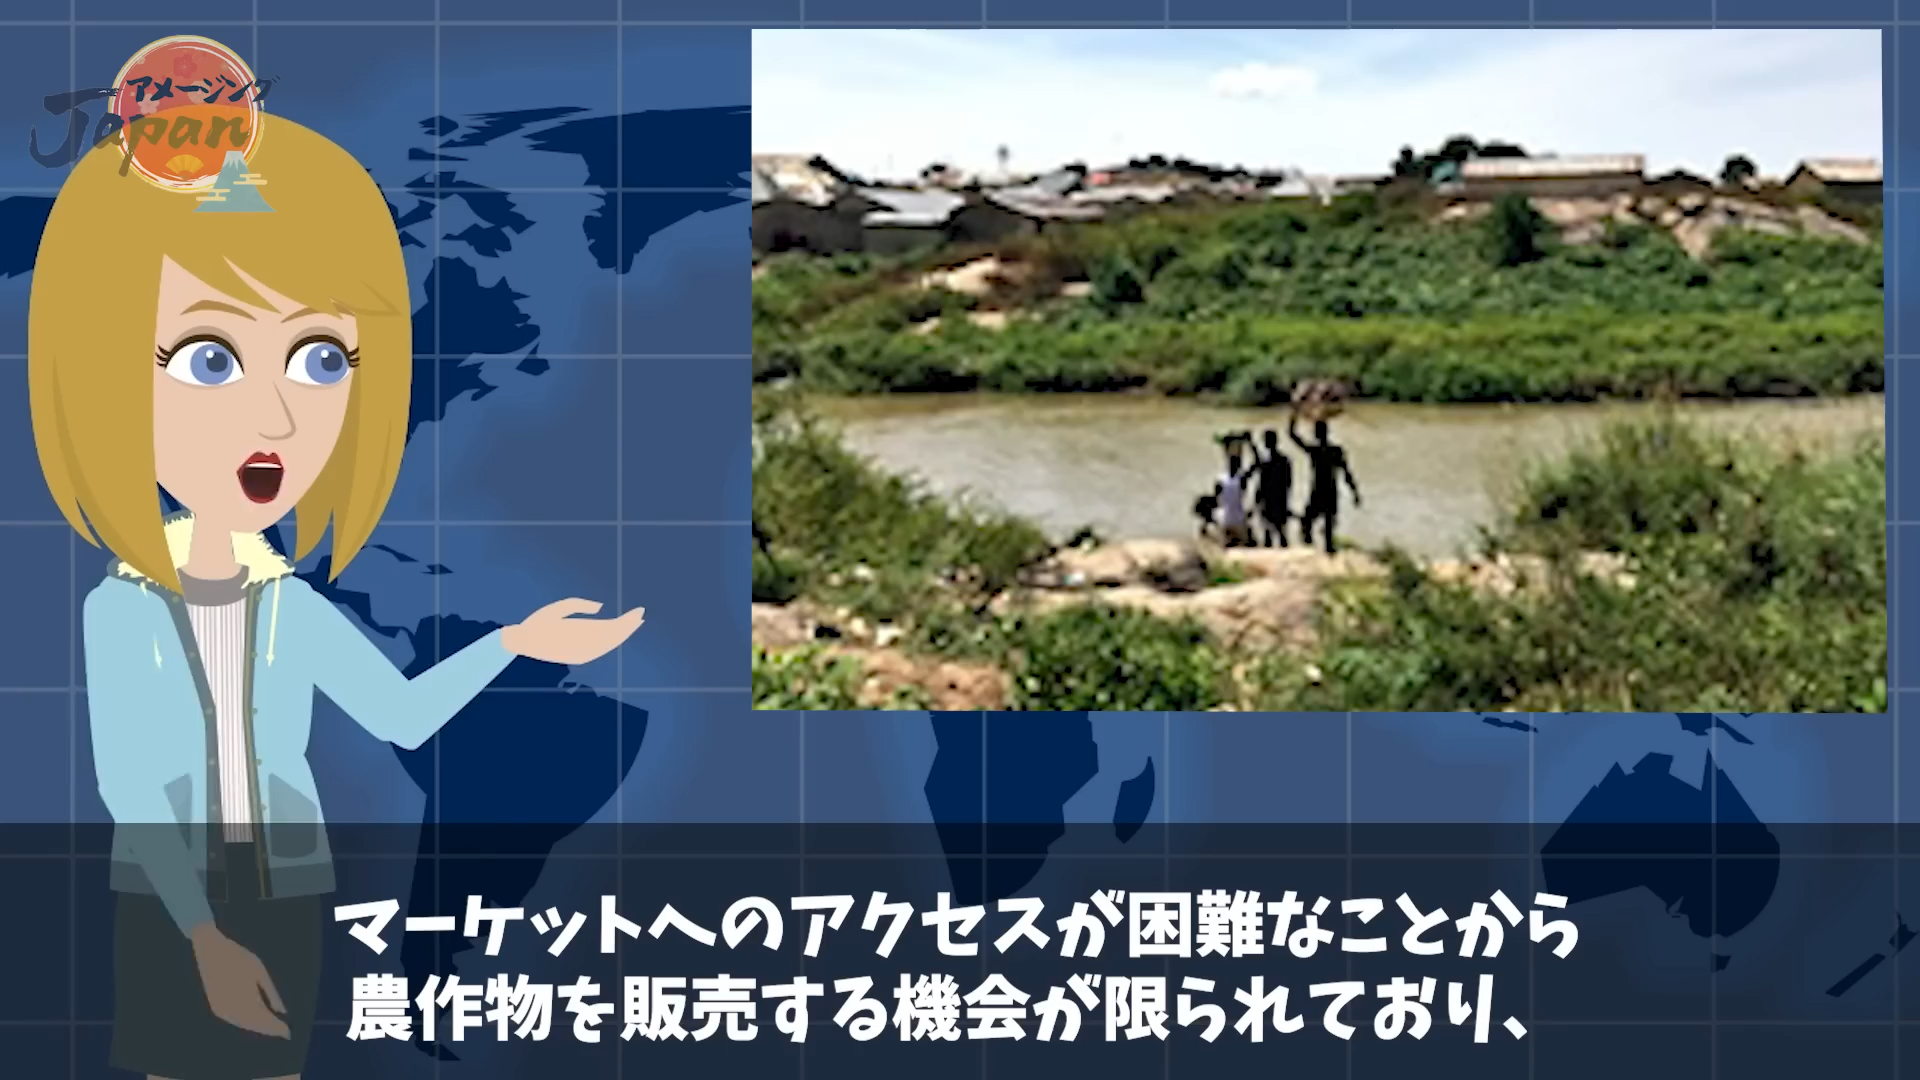 アメージング
Japan
マーケットへのアクセスが困難なことから
農作物を販売する機会が限られており、